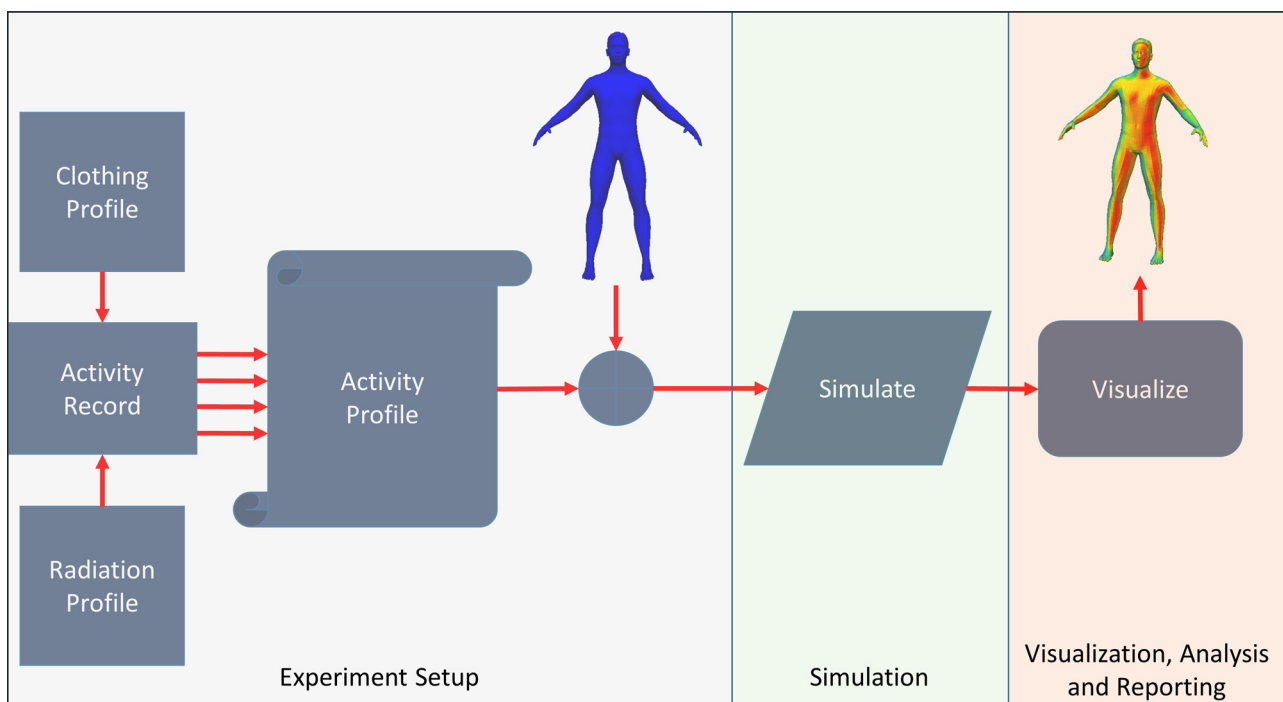 Clothing
Profile
Activity
Record
Radiation
Profile
Activity
Profile
Simulate
Visualize
Experiment Setup
Simulation
Visualization, Analysis
and Reporting